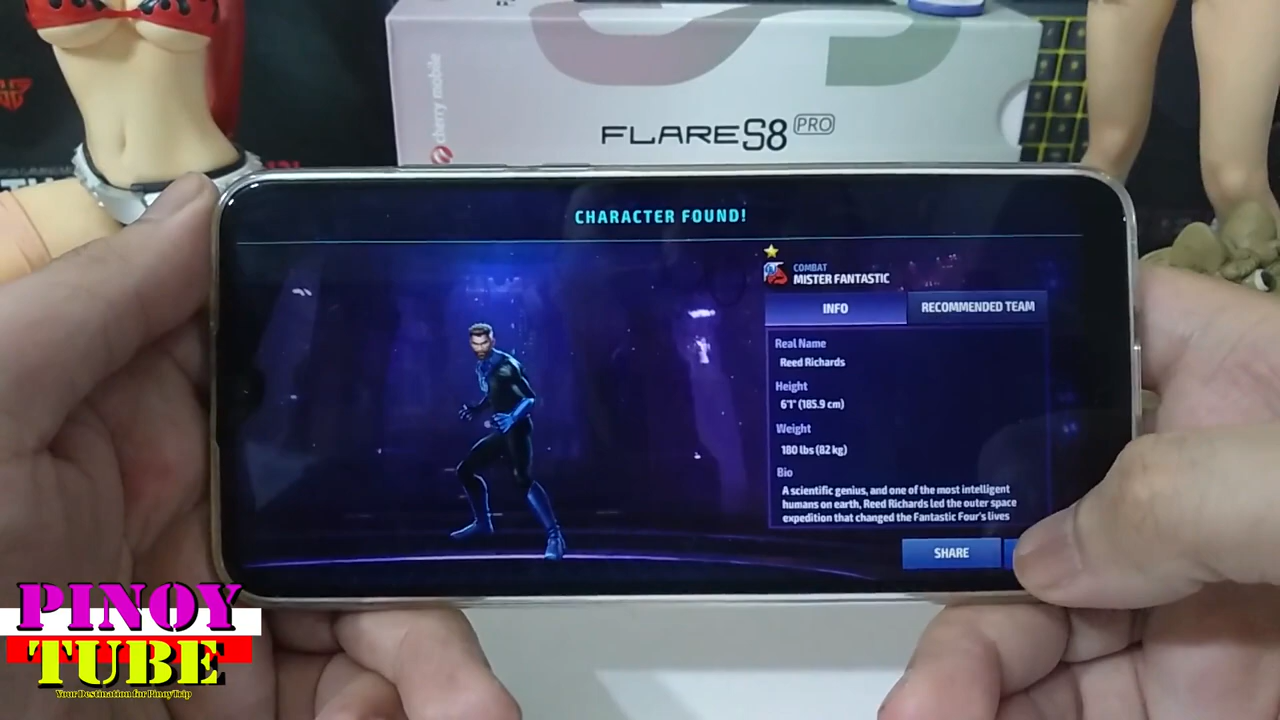 cherry mobile
FLARE S8 PRO
CHARACTER FOUND!
COMBAT
MISTER FANTASTIC
INFO
RECOMMENDED TEAM
Real Name
Reed Richards
Height
6'1" (185.9 cm)
Weight
180 lbs (82 kg)
Bio
A scientific genius, and one of the most intelligent
humans on earth, Reed Richards led the outer space
expedition that changed the Fantastic Four's lives
SHARE
PINOY
TUBE
Your Destination for PinoyTrip